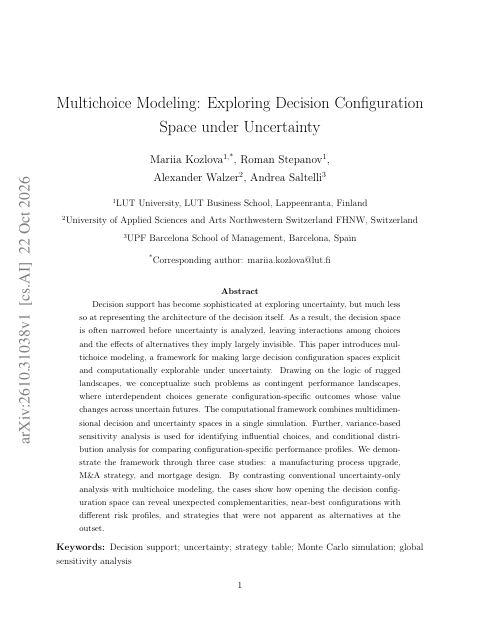 Multichoice Modeling: Exploring Decision Configuration
Space under Uncertainty
Mariia Kozlova1,*, Roman Stepanov1,
Alexander Walzer2, Andrea Saltelli3
1LUT University, LUT Business School, Lappeenranta, Finland
2University of Applied Sciences and Arts Northwestern Switzerland FHNW, Switzerland
3UPF Barcelona School of Management, Barcelona, Spain
*Corresponding author: mariia.kozlova@lut.fi
Abstract
Decision support has become sophisticated at exploring uncertainty, but much less
so at representing the architecture of the decision itself. As a result, the decision space
is often narrowed before uncertainty is analyzed, leaving interactions among choices
and the effects of alternatives they imply largely invisible. This paper introduces mul-
tichoice modeling, a framework for making large decision configuration spaces explicit
and computationally explorable under uncertainty. Drawing on the logic of rugged
landscapes, we conceptualize such problems as contingent performance landscapes,
where interdependent choices generate configuration-specific outcomes whose value
changes across uncertain futures. The computational framework combines multidimen-
sional decision and uncertainty spaces in a single simulation. Further, variance-based
sensitivity analysis is used for identifying influential choices, and conditional distri-
bution analysis for comparing configuration-specific performance profiles. We demon-
strate the framework through three case studies: a manufacturing process upgrade,
M&A strategy, and mortgage design. By contrasting conventional uncertainty-only
analysis with multichoice modeling, the cases show how opening the decision config-
uration space can reveal unexpected complementarities, near-best configurations with
different risk profiles, and strategies that were not apparent as alternatives at the
outset.
Keywords: Decision support; uncertainty; strategy table; Monte Carlo simulation; global
sensitivity analysis
1
arXiv:2610.31038v1 [cs.AI] 22 Oct 2026